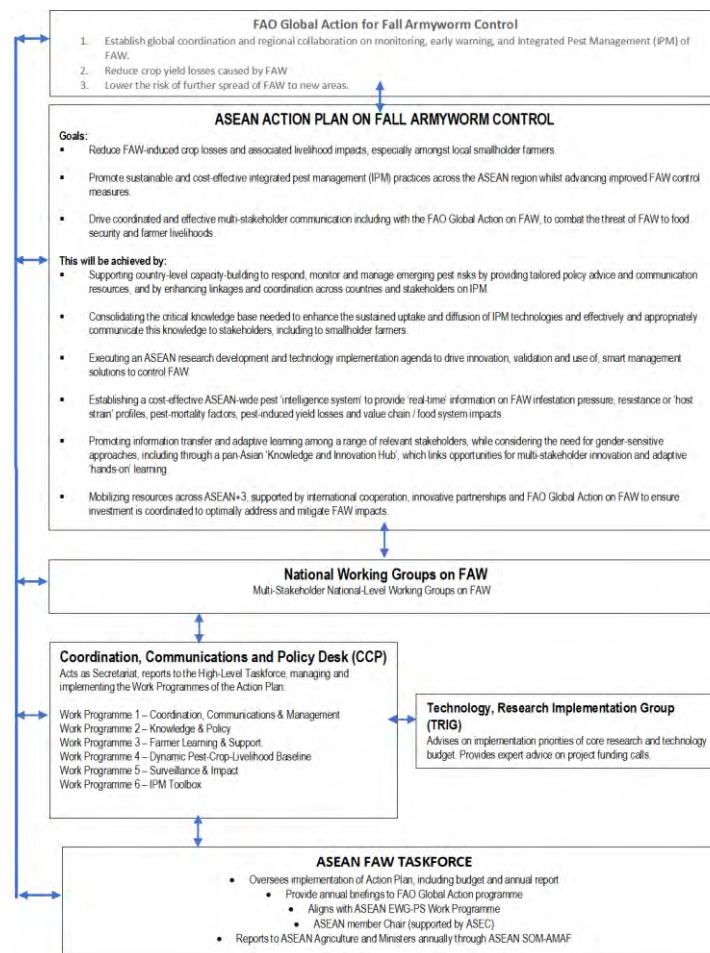 FAO Global Action for Fall Armyworm Control
1. Establish global coordination and regional collaboration on monitoring, early warning, and Integrated Pest Management (IPM) of
FAW.
2. Reduce crop yield losses caused by FAW
3. Lower the risk of further spread of FAW to new areas.
ASEAN ACTION PLAN ON FALL ARMYWORM CONTROL
Goals:
▪ Reduce FAW-induced crop losses and associated livelihood impacts, especially amongst local smallholder farmers.
▪ Promote sustainable and cost-effective integrated pest management (IPM) practices across the ASEAN region whilst advancing improved FAW control
measures.
▪ Drive coordinated and effective multi-stakeholder communication including with the FAO Global Action on FAW, to combat the threat of FAW to food
security and farmer livelihoods.
This will be achieved by:
▪ Supporting country-level capacity-building to respond, monitor and manage emerging pest risks by providing tailored policy advice and communication
resources, and by enhancing linkages and coordination across countries and stakeholders on IPM.
▪ Consolidating the critical knowledge base needed to enhance the sustained uptake and diffusion of IPM technologies and effectively and appropriately
communicate this knowledge to stakeholders, including to smallholder farmers.
▪ Executing an ASEAN research development and technology implementation agenda to drive innovation, validation and use of, smart management
solutions to control FAW.
▪ Establishing a cost-effective ASEAN-wide pest 'intelligence system' to provide 'real-time' information on FAW infestation pressure, resistance or 'host
strain' profiles, pest-mortality factors, pest-induced yield losses and value chain / food system impacts.
▪ Promoting information transfer and adaptive learning among a range of relevant stakeholders, while considering the need for gender-sensitive
approaches, including through a pan-Asian 'Knowledge and Innovation Hub', which links opportunities for multi-stakeholder innovation and adaptive
'hands-on' learning.
▪ Mobilizing resources across ASEAN+3, supported by international cooperation, innovative partnerships and FAO Global Action on FAW to ensure
investment is coordinated to optimally address and mitigate FAW impacts.
National Working Groups on FAW
Multi-Stakeholder National-Level Working Groups on FAW
Coordination, Communications and Policy Desk (CCP)
Acts as Secretariat, reports to the High-Level Taskforce, managing and
implementing the Work Programmes of the Action Plan:
Work Programme 1 – Coordination, Communications & Management
Work Programme 2 – Knowledge & Policy
Work Programme 3 – Farmer Learning & Support.
Work Programme 4 – Dynamic Pest-Crop-Livelihood Baseline
Work Programme 5 – Surveillance & Impact
Work Programme 6 – IPM Toolbox
Technology, Research Implementation Group
(TRIG)
Advises on implementation priorities of core research and technology
budget. Provides expert advice on project funding calls.
ASEAN FAW TASKFORCE
• Oversees implementation of Action Plan, including budget and annual report
• Provide annual briefings to FAO Global Action programme
• Aligns with ASEAN EWG-PS Work Programme
• ASEAN member Chair (supported by ASEC)
• Reports to ASEAN Agriculture and Ministers annually through ASEAN SOM-AMAF